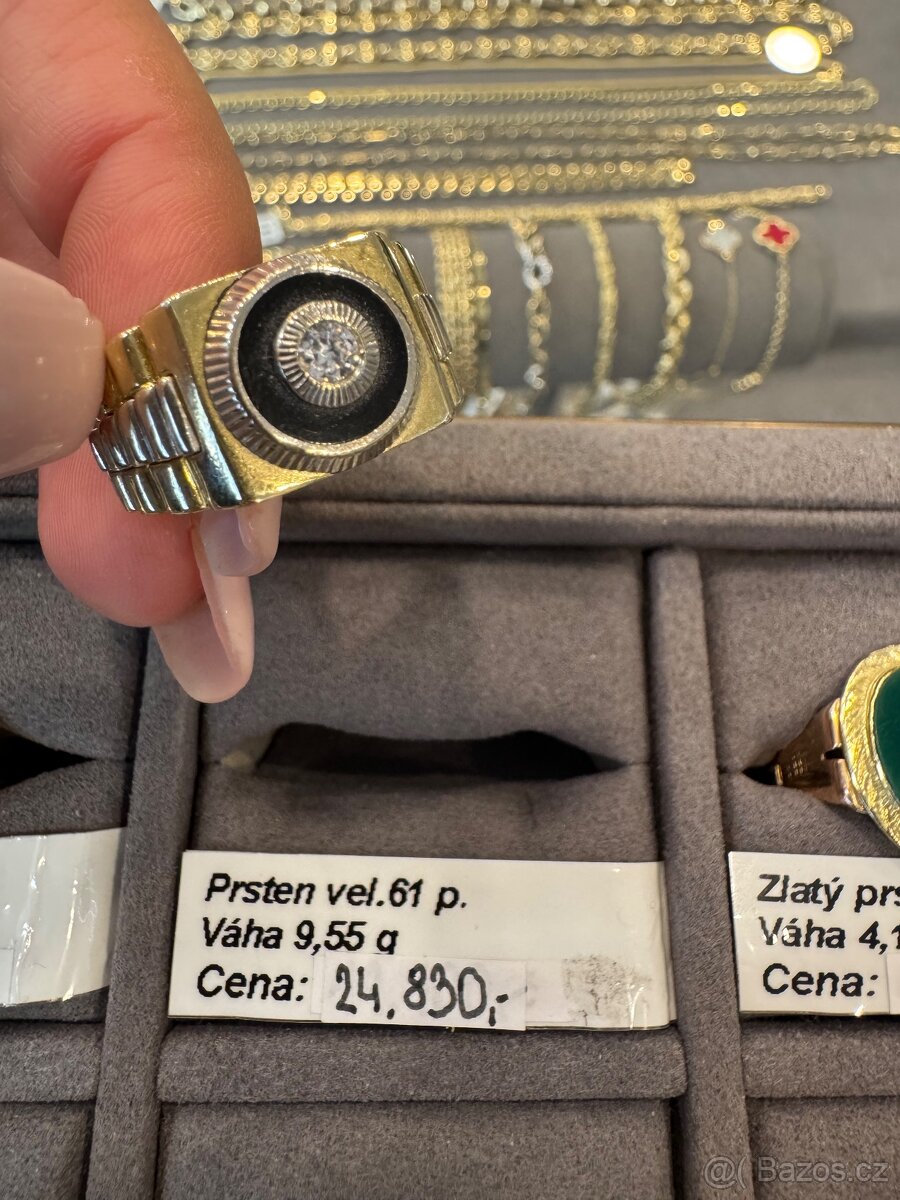 Prsten vel.61 p.
Váha 9,55 g
Cena: 24.830,-
Zlatý prs
Váha 4,1
Cena:
@( Bazos.cz